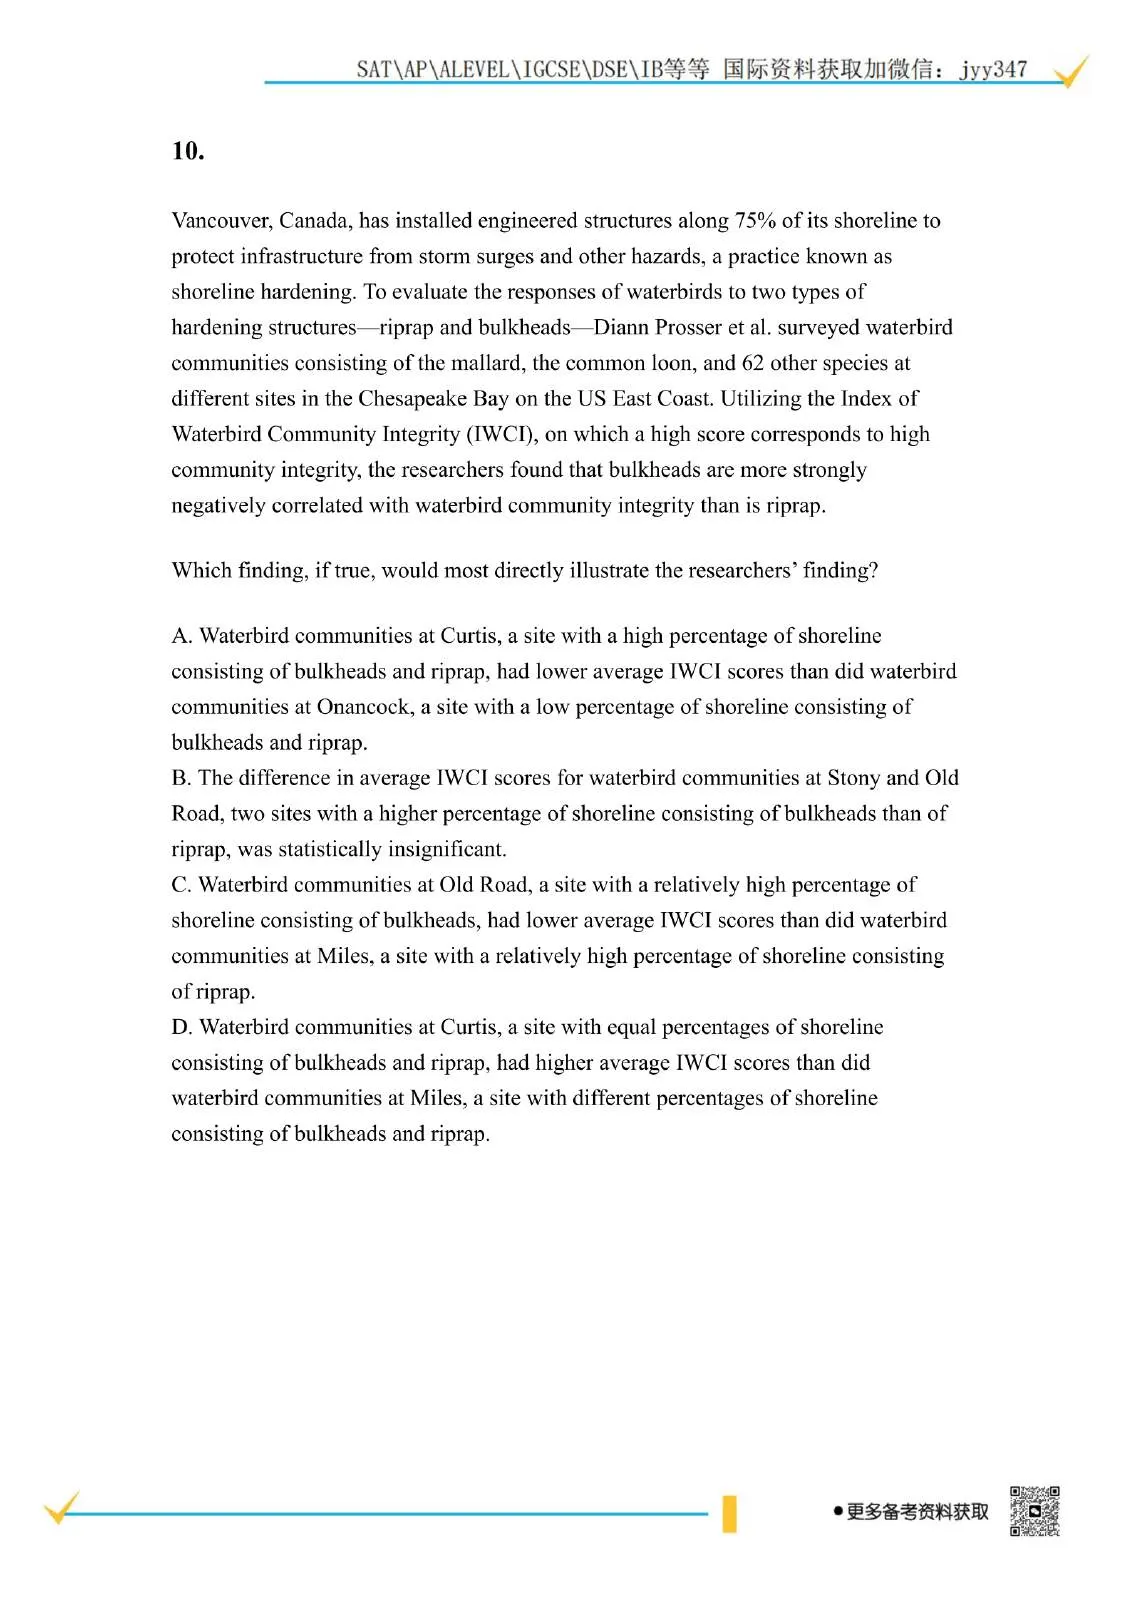 SAT\AP\ALEVEL\IGCSE\DSE\IB等等 国际资料获取加微信：jyy347
10.
Vancouver, Canada, has installed engineered structures along 75% of its shoreline to
protect infrastructure from storm surges and other hazards, a practice known as
shoreline hardening. To evaluate the responses of waterbirds to two types of
hardening structures—riprap and bulkheads—Diann Prosser et al. surveyed waterbird
communities consisting of the mallard, the common loon, and 62 other species at
different sites in the Chesapeake Bay on the US East Coast. Utilizing the Index of
Waterbird Community Integrity (IWCI), on which a high score corresponds to high
community integrity, the researchers found that bulkheads are more strongly
negatively correlated with waterbird community integrity than is riprap.
Which finding, if true, would most directly illustrate the researchers’ finding?
A. Waterbird communities at Curtis, a site with a high percentage of shoreline
consisting of bulkheads and riprap, had lower average IWCI scores than did waterbird
communities at Onancock, a site with a low percentage of shoreline consisting of
bulkheads and riprap.
B. The difference in average IWCI scores for waterbird communities at Stony and Old
Road, two sites with a higher percentage of shoreline consisting of bulkheads than of
riprap, was statistically insignificant.
C. Waterbird communities at Old Road, a site with a relatively high percentage of
shoreline consisting of bulkheads, had lower average IWCI scores than did waterbird
communities at Miles, a site with a relatively high percentage of shoreline consisting
of riprap.
D. Waterbird communities at Curtis, a site with equal percentages of shoreline
consisting of bulkheads and riprap, had higher average IWCI scores than did
waterbird communities at Miles, a site with different percentages of shoreline
consisting of bulkheads and riprap.
●更多备考资料获取